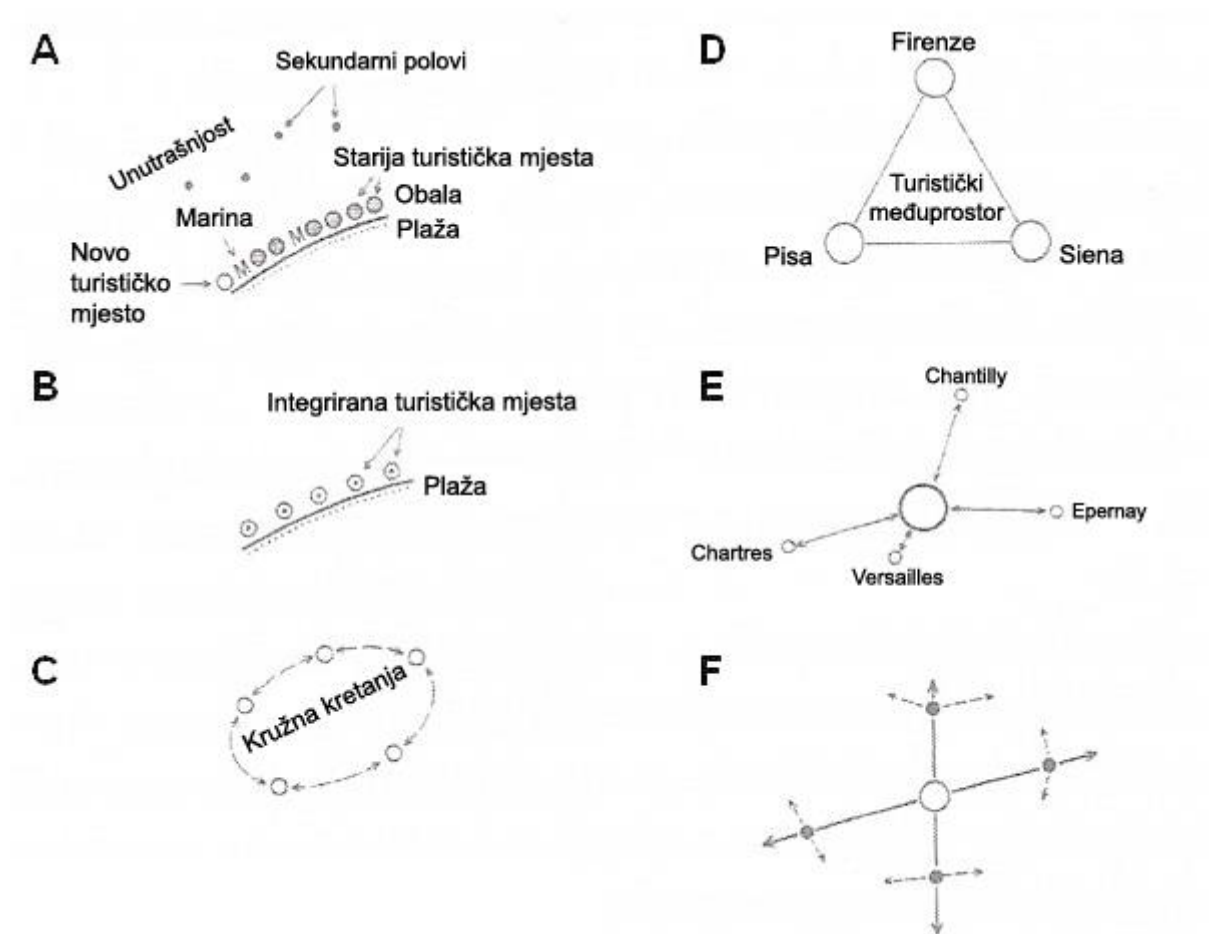 A
Sekundarni polovi
Unutrašnjost
Starija turistička mjesta
Obala
Plaža
Marina
M
M
Novo
turističko
mjesto
B
Integrirana turistička mjesta
Plaža
C
Kružna kretanja
D
Firenze
Turistički
međuprostor
Pisa
Siena
E
Chantilly
Epernay
Chartres
Versailles
F